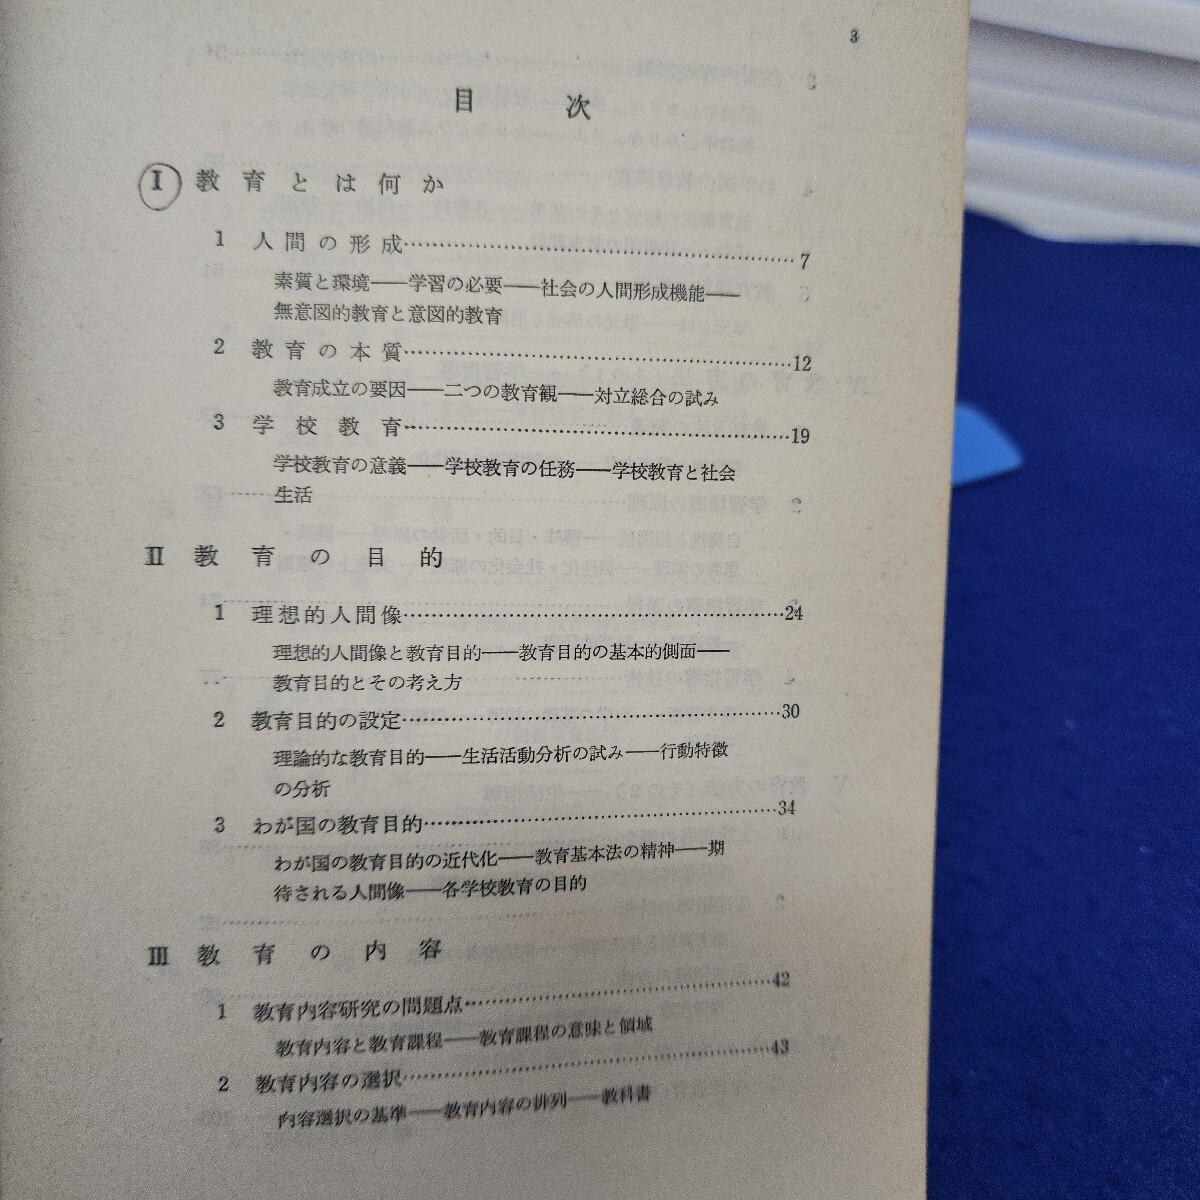 3
目次
Ⅰ 教育とは何か
1 人間の形成……………………………………7
素質と環境――学習の必要――社会の人間形成機能――
無意図的教育と意図的教育
2 教育の本質……………………………………12
教育成立の要因――二つの教育観――対立総合の試み
3 学校教育……………………………………19
学校教育の意義――学校教育の任務――学校教育と社会
生活
Ⅱ 教育の目的
1 理想的人間像……………………………………24
理想的人間像と教育目的――教育目的の基本的側面――
教育目的とその考え方
2 教育目的の設定……………………………………30
理論的な教育目的――生活活動分析の試み――行動特徴
の分析
3 わが国の教育目的……………………………………34
わが国の教育目的の近代化――教育基本法の精神――期
待される人間像――各学校教育の目的
Ⅲ 教育の内容
1 教育内容研究の問題点……………………………………42
教育内容と教育課程――教育課程の意味と領域
2 教育内容の選択……………………………………43
内容選択の基準――教育内容の排列――教科書